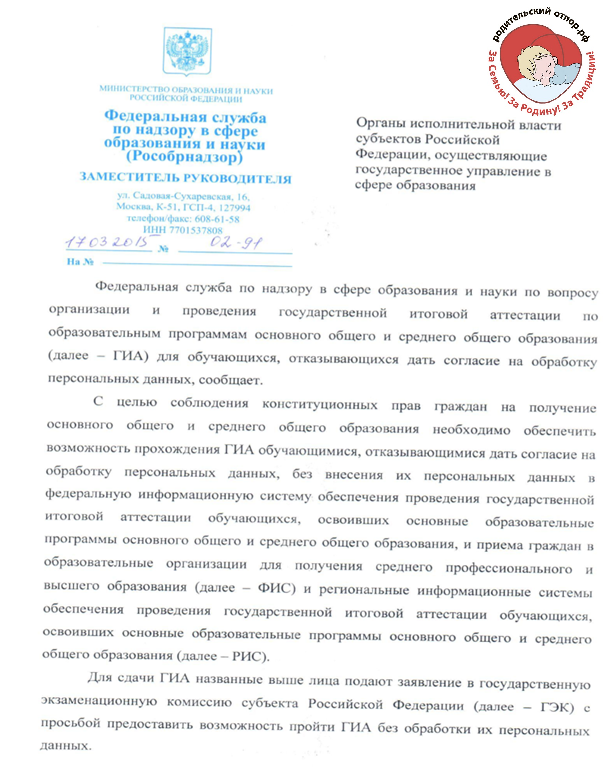 родительский отпор.рф
За Семью! За Родину! За Традиции!
МИНИСТЕРСТВО ОБРАЗОВАНИЯ И НАУКИ
РОССИЙСКОЙ ФЕДЕРАЦИИ
Федеральная служба
по надзору в сфере
образования и науки
(Рособрнадзор)
ЗАМЕСТИТЕЛЬ РУКОВОДИТЕЛЯ
ул. Садовая-Сухаревская, 16,
Москва, К-51, ГСП-4, 127994
телефон/факс: 608-61-58
ИНН 7701537808
17 03 2015 № 02-91
На №
Органы исполнительной власти
субъектов Российской
Федерации, осуществляющие
государственное управление в
сфере образования
Федеральная служба по надзору в сфере образования и науки по вопросу
организации и проведения государственной итоговой аттестации по
образовательным программам основного общего и среднего общего образования
(далее – ГИА) для обучающихся, отказывающихся дать согласие на обработку
персональных данных, сообщает.
С целью соблюдения конституционных прав граждан на получение
основного общего и среднего общего образования необходимо обеспечить
возможность прохождения ГИА обучающимися, отказывающимися дать согласие на
обработку персональных данных, без внесения их персональных данных в
федеральную информационную систему обеспечения проведения государственной
итоговой аттестации обучающихся, освоивших основные образовательные
программы основного общего и среднего общего образования, и приема граждан в
образовательные организации для получения среднего профессионального и
высшего образования (далее – ФИС) и региональные информационные системы
обеспечения проведения государственной итоговой аттестации обучающихся,
освоивших основные образовательные программы основного общего и среднего
общего образования (далее – РИС).
Для сдачи ГИА названные выше лица подают заявление в государственную
экзаменационную комиссию субъекта Российской Федерации (далее – ГЭК) с
просьбой предоставить возможность пройти ГИА без обработки их персональных
данных.